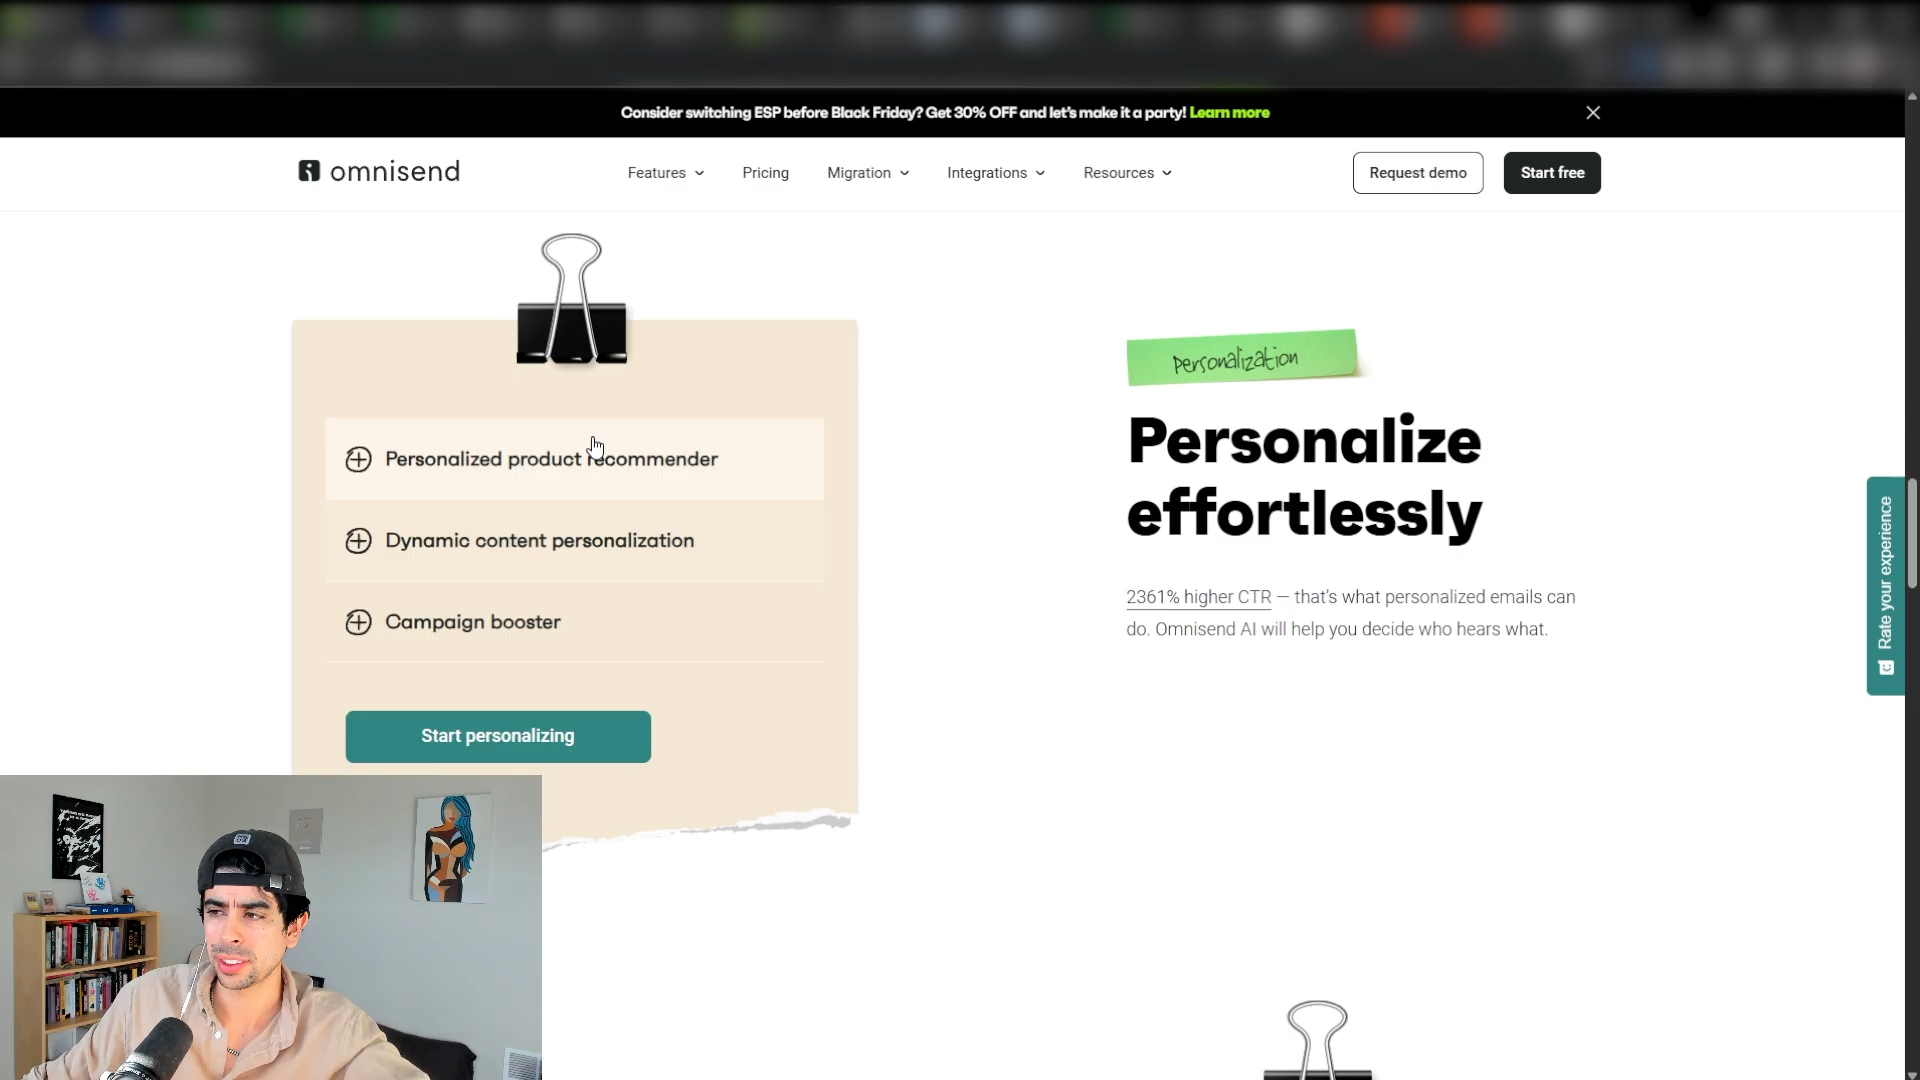 Consider switching ESP before Black Friday? Get 30% OFF and let's make it a party! Learn more
omnisend
Features
Pricing
Migration
Integrations
Resources
Request demo
Start free
Personalized product recommender
Dynamic content personalization
Campaign booster
Start personalizing
personalization
Personalize
effortlessly
2361% higher CTR – that's what personalized emails can
do. Omnisend AI will help you decide who hears what.
Rate your experience